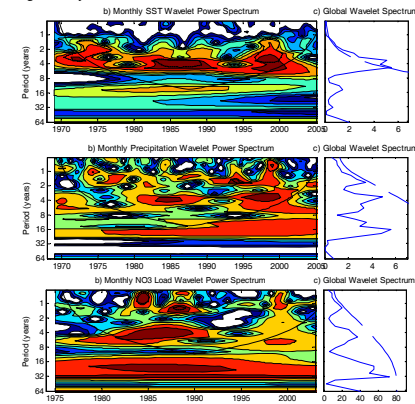 b) Monthly SST Wavelet Power Spectrum c) Global Wavelet Spectrum
Period (years)
1
2
4
8
16
32
64
1970 1975 1980 1985 1990 1995 2000 2005
0 2 4 6
b) Monthly Precipitation Wavelet Power Spectrum c) Global Wavelet Spectrum
Period (years)
1
2
4
8
16
32
64
1970 1975 1980 1985 1990 1995 2000 2005
0 2 4 6
b) Monthly NO3 Load Wavelet Power Spectrum c) Global Wavelet Spectrum
Period (years)
1
2
4
8
16
32
64
1975 1980 1985 1990 1995 2000
0 20 40 60 80